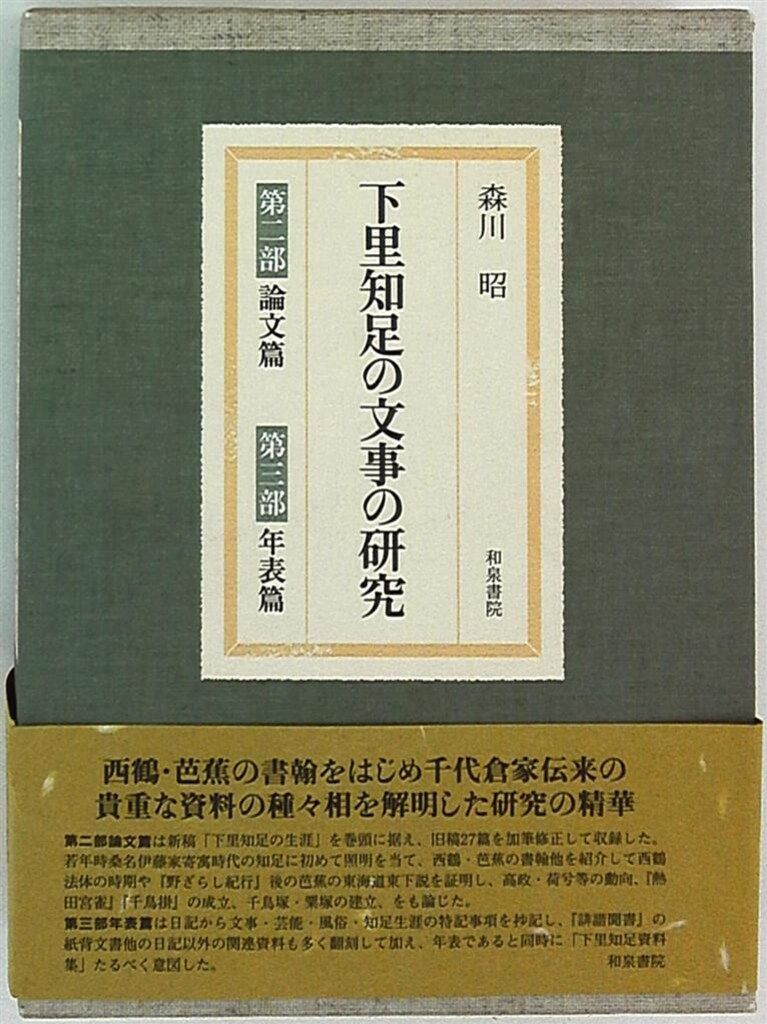 森川 昭
和泉書院
下里知足の文事の研究
第二部 論文篇 第三部 年表篇
西鶴・芭蕉の書翰をはじめ千代倉家伝来の
貴重な資料の種々相を解明した研究の精華
第二部論文篇は新稿「下里知足の生涯」を巻頭に据え、旧稿27篇を加筆修正して収録した。
若年時桑名伊藤家寄寓時代の知足に初めて照明を当て、西鶴・芭蕉の書翰他を紹介して西鶴
法体の時期や『野ざらし紀行』後の芭蕉の東海道東下説を証明し、高政・荷兮等の動向、『熱
田宮雀』『千鳥掛』の成立、千鳥塚・翠塚の建立、をも論じた。
第三部年表篇は日記から文事・芸能・風俗・知足生涯の特記事項を抄記し、『誹諧聞書』の
紙背文書他の日記以外の関連資料も多く翻刻して加え、年表であると同時に「下里知足資料
集」たるべく意図した。 和泉書院